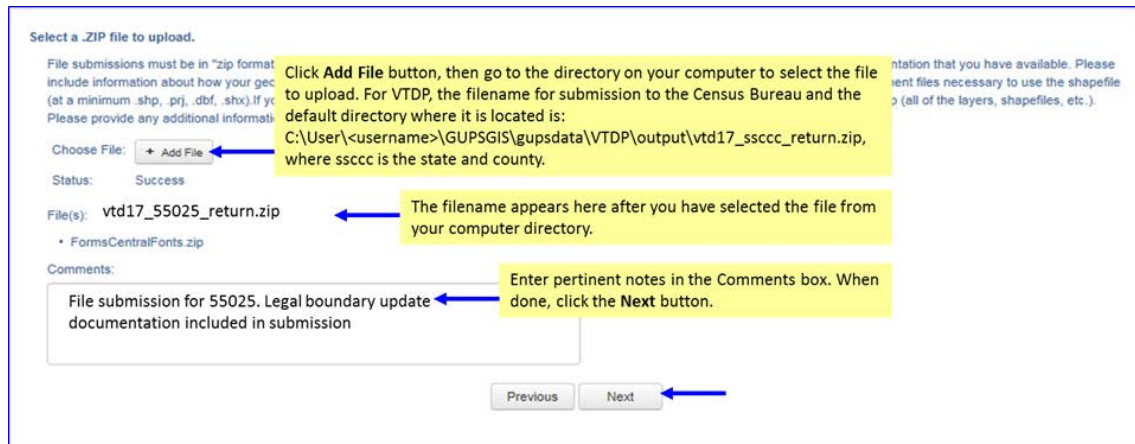 Select a .ZIP file to upload.
File submissions must be in "zip format
ntation that you have available. Please
include information about how your geo
ent files necessary to use the shapefile
(at a minimum .shp, .prj, .dbf, .shx).If yo
o (all of the layers, shapefiles, etc.).
Please provide any additional informatio
Click Add File button, then go to the directory on your computer to select the file
to upload. For VTDP, the filename for submission to the Census Bureau and the
default directory where it is located is:
C:\User\<username>\GUPSGIS\gupsdata\VTDP\output\vtd17_ssccc_return.zip,
where ssccc is the state and county.
Choose File: + Add File
Status: Success
File(s): vtd17_55025_return.zip
The filename appears here after you have selected the file from
your computer directory.
• FormsCentralFonts.zip
Comments:
Enter pertinent notes in the Comments box. When
done, click the Next button.
File submission for 55025. Legal boundary update
documentation included in submission
Previous Next